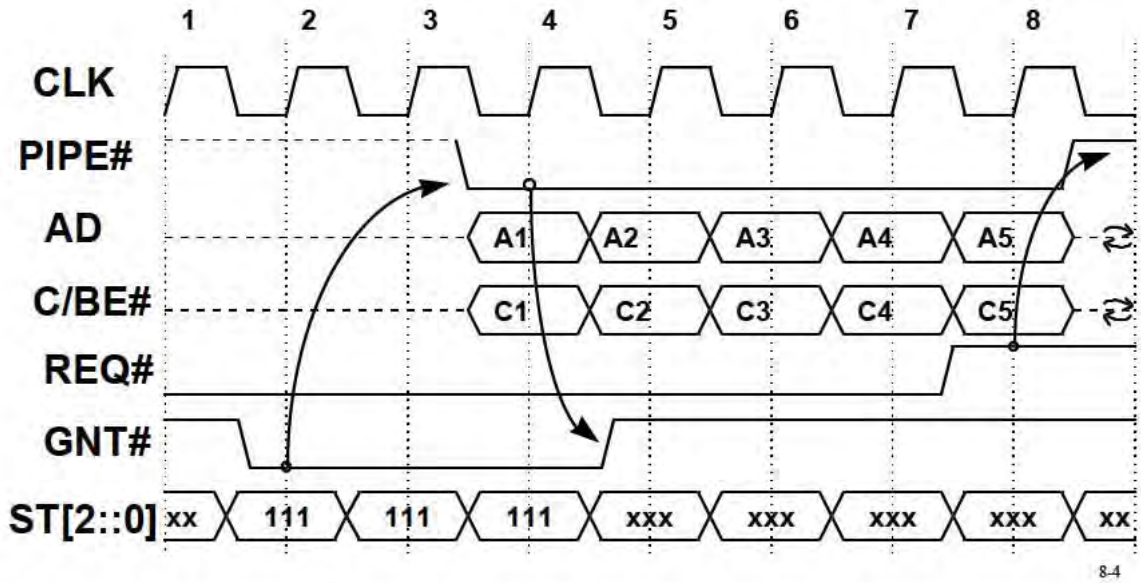 1 2 3 4 5 6 7 8
CLK
PIPE#
AD A1 A2 A3 A4 A5
C/BE# C1 C2 C3 C4 C5
REQ#
GNT#
ST[2::0] xx 111 111 111 xxx xxx xxx xxx xx
8-4